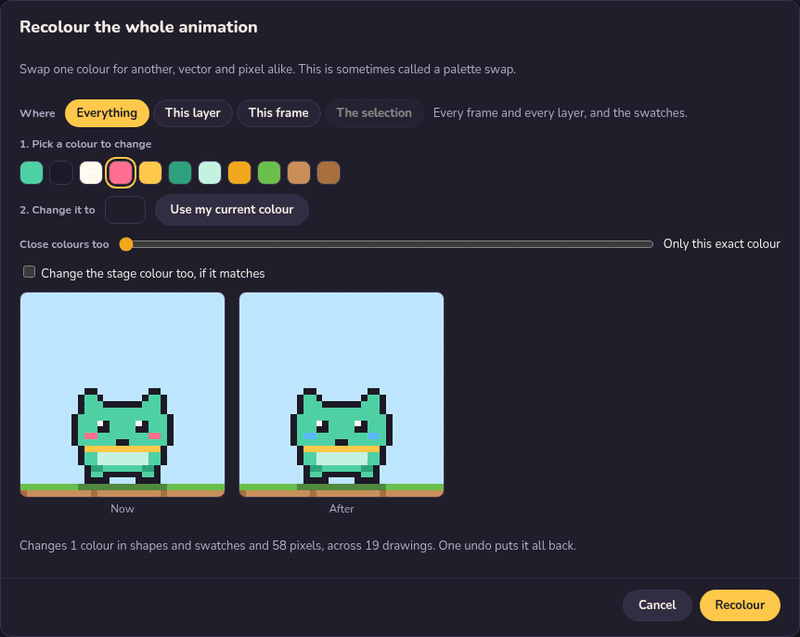 Recolour the whole animation
Swap one colour for another, vector and pixel alike. This is sometimes called a palette swap.
Where Everything This layer This frame The selection Every frame and every layer, and the swatches.
1. Pick a colour to change
2. Change it to Use my current colour
Close colours too Only this exact colour
Change the stage colour too, if it matches
Now After
Changes 1 colour in shapes and swatches and 58 pixels, across 19 drawings. One undo puts it all back.
Cancel Recolour